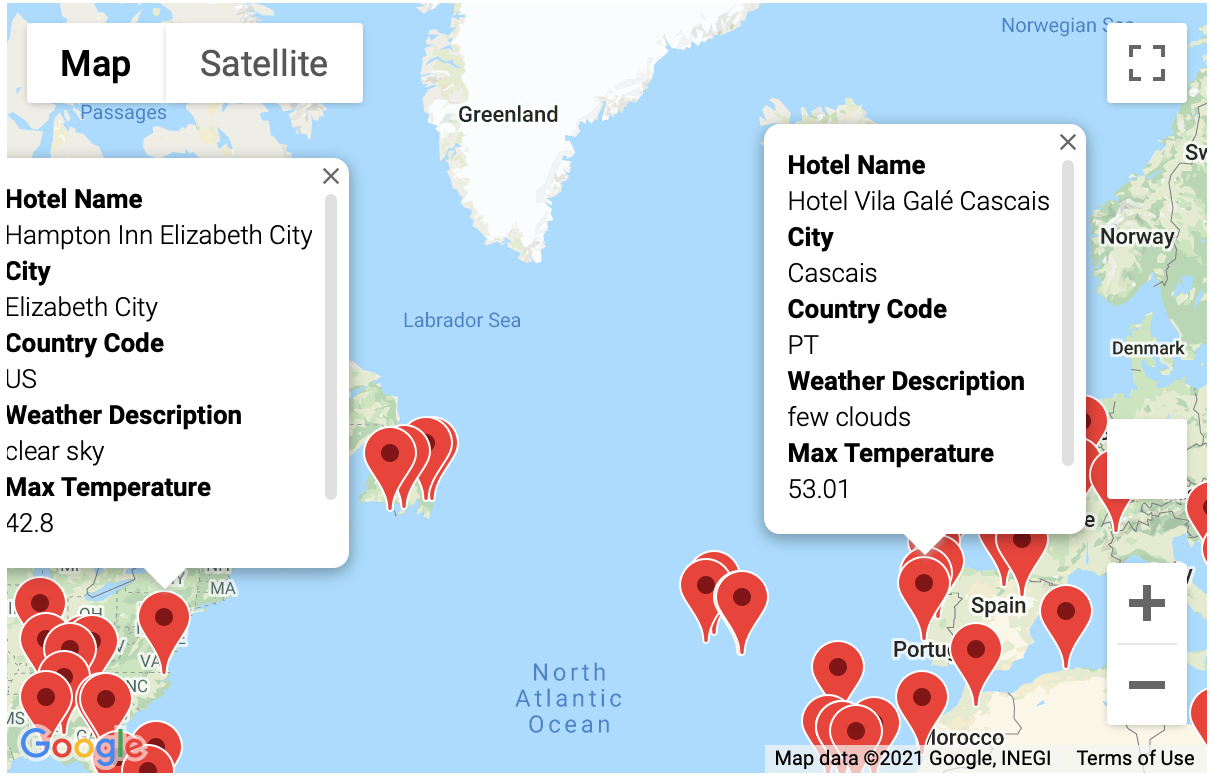 Map
Satellite
Passages
Greenland
Norwegian
Hotel Name
Hampton Inn Elizabeth City
City
Elizabeth City
Country Code
US
Weather Description
clear sky
Max Temperature
42.8
Labrador Sea
Hotel Name
Hotel Vila Galé Cascais
City
Cascais
Country Code
PT
Weather Description
few clouds
Max Temperature
53.01
Norway
Denmark
MA
OH
VA
NC
MS
Spain
North
Atlantic
Ocean
Morocco
Google
Map data ©2021 Google, INEGI
Terms of Use